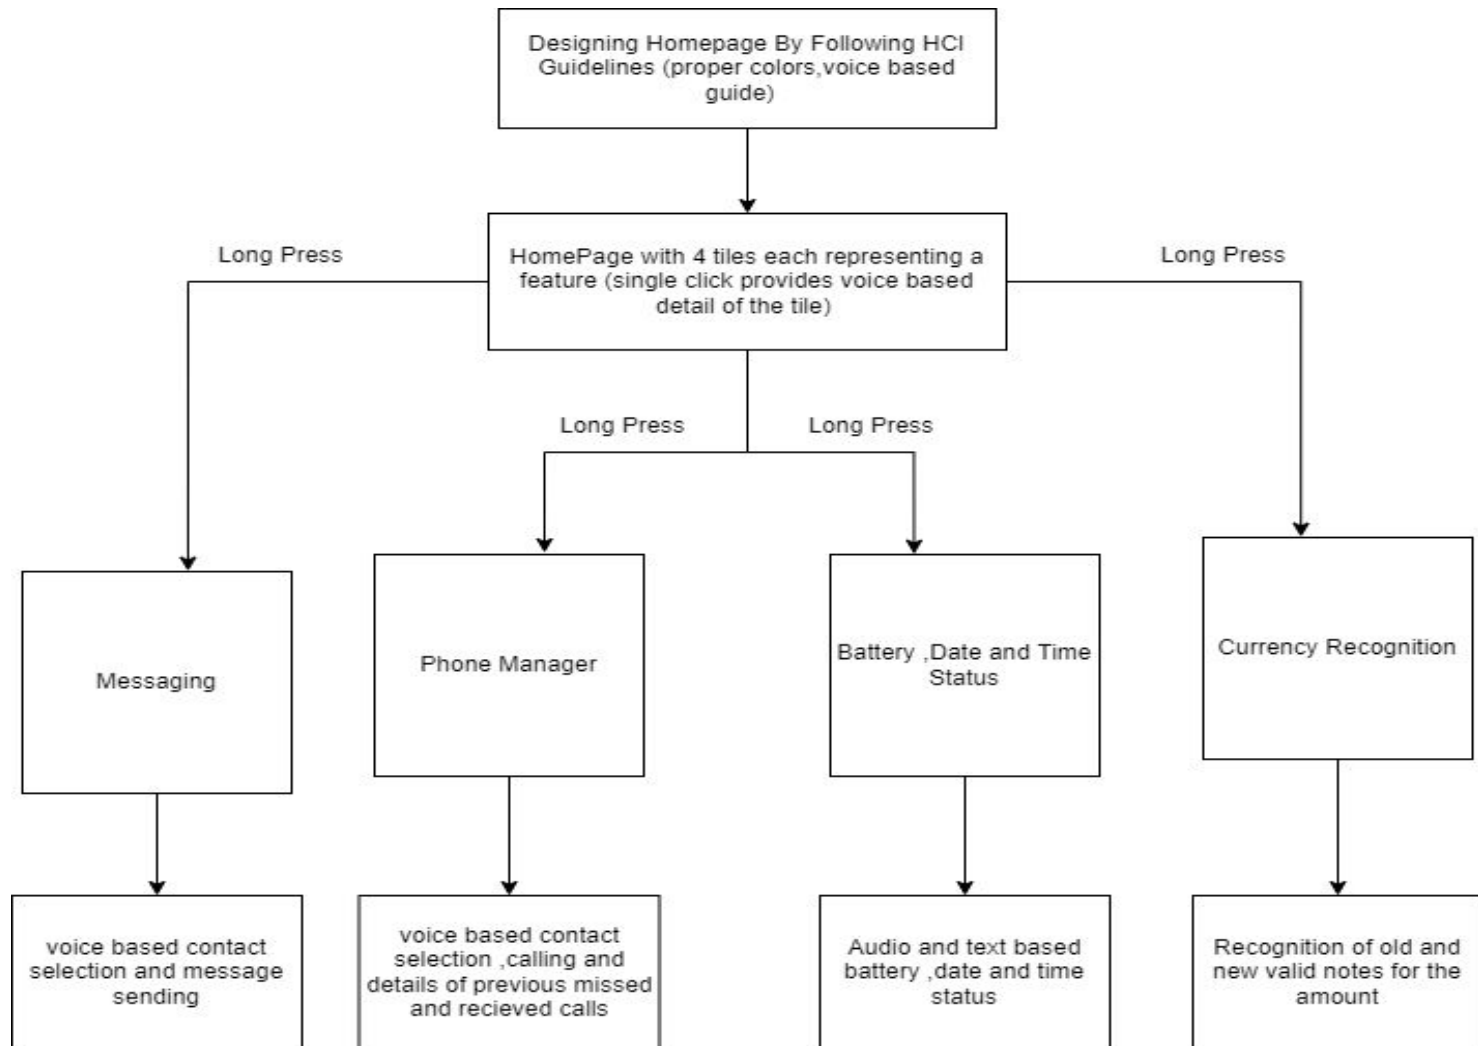 Designing Homepage By Following HCI
Guidelines (proper colors,voice based
guide)
Long Press
HomePage with 4 tiles each representing a
feature (single click provides voice based
detail of the tile)
Long Press
Long Press
Long Press
Messaging
Phone Manager
Battery ,Date and Time
Status
Currency Recognition
voice based contact
selection and message
sending
voice based contact
selection ,calling and
details of previous missed
and recieved calls
Audio and text based
battery ,date and time
status
Recognition of old and
new valid notes for the
amount